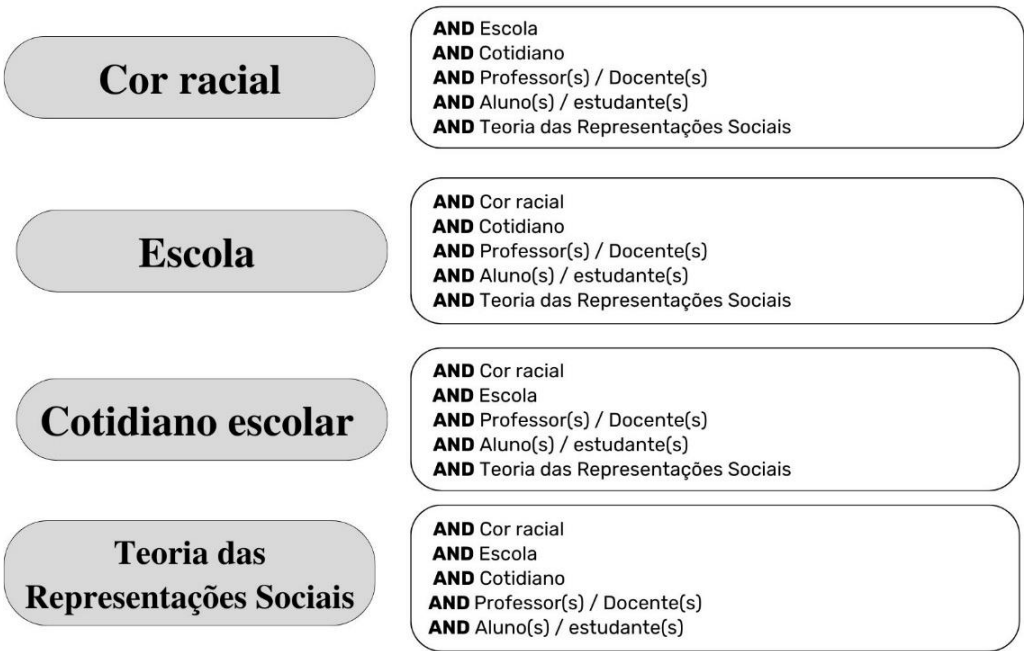 Cor racial
AND Escola
AND Cotidiano
AND Professor(s) / Docente(s)
AND Aluno(s) / estudante(s)
AND Teoria das Representações Sociais
Escola
AND Cor racial
AND Cotidiano
AND Professor(s) / Docente(s)
AND Aluno(s) / estudante(s)
AND Teoria das Representações Sociais
Cotidiano escolar
AND Cor racial
AND Escola
AND Professor(s) / Docente(s)
AND Aluno(s) / estudante(s)
AND Teoria das Representações Sociais
Teoria das
Representações Sociais
AND Cor racial
AND Escola
AND Cotidiano
AND Professor(s) / Docente(s)
AND Aluno(s) / estudante(s)